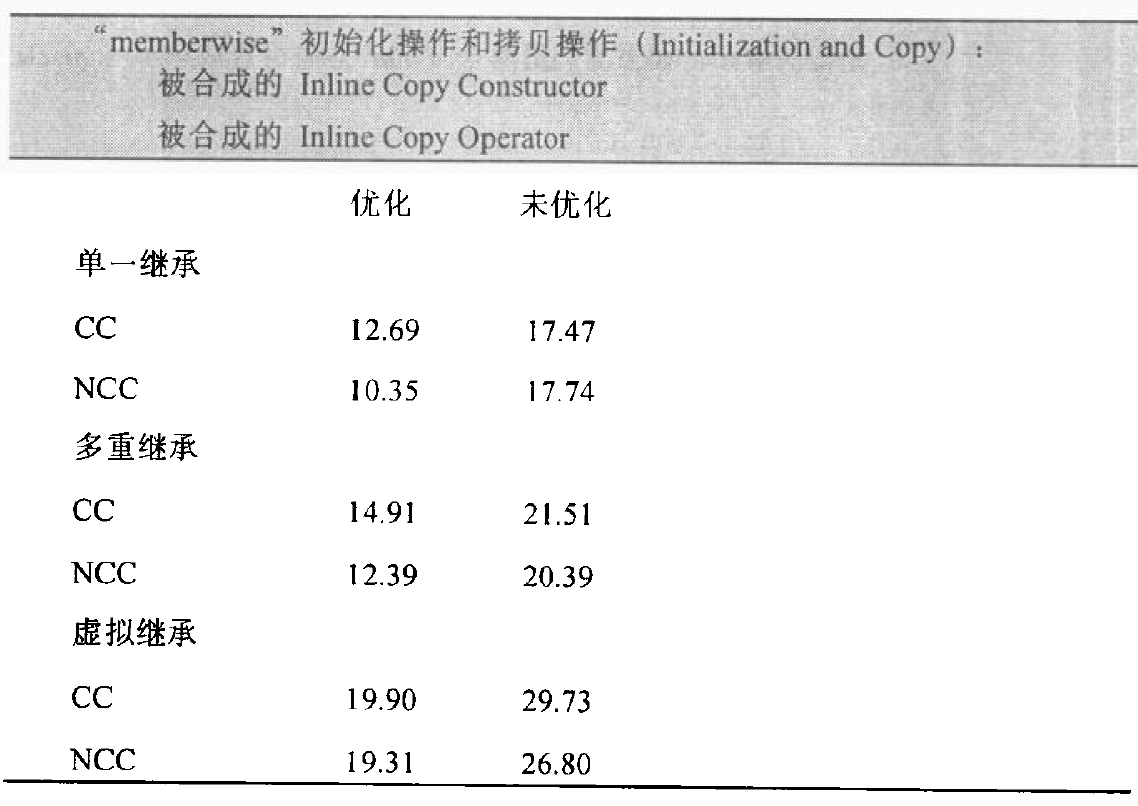 “memberwise”初始化操作和拷贝操作（Initialization and Copy）：
被合成的 Inline Copy Constructor
被合成的 Inline Copy Operator
优化 未优化
单一继承
CC 12.69 17.47
NCC 10.35 17.74
多重继承
CC 14.91 21.51
NCC 12.39 20.39
虚拟继承
CC 19.90 29.73
NCC 19.31 26.80